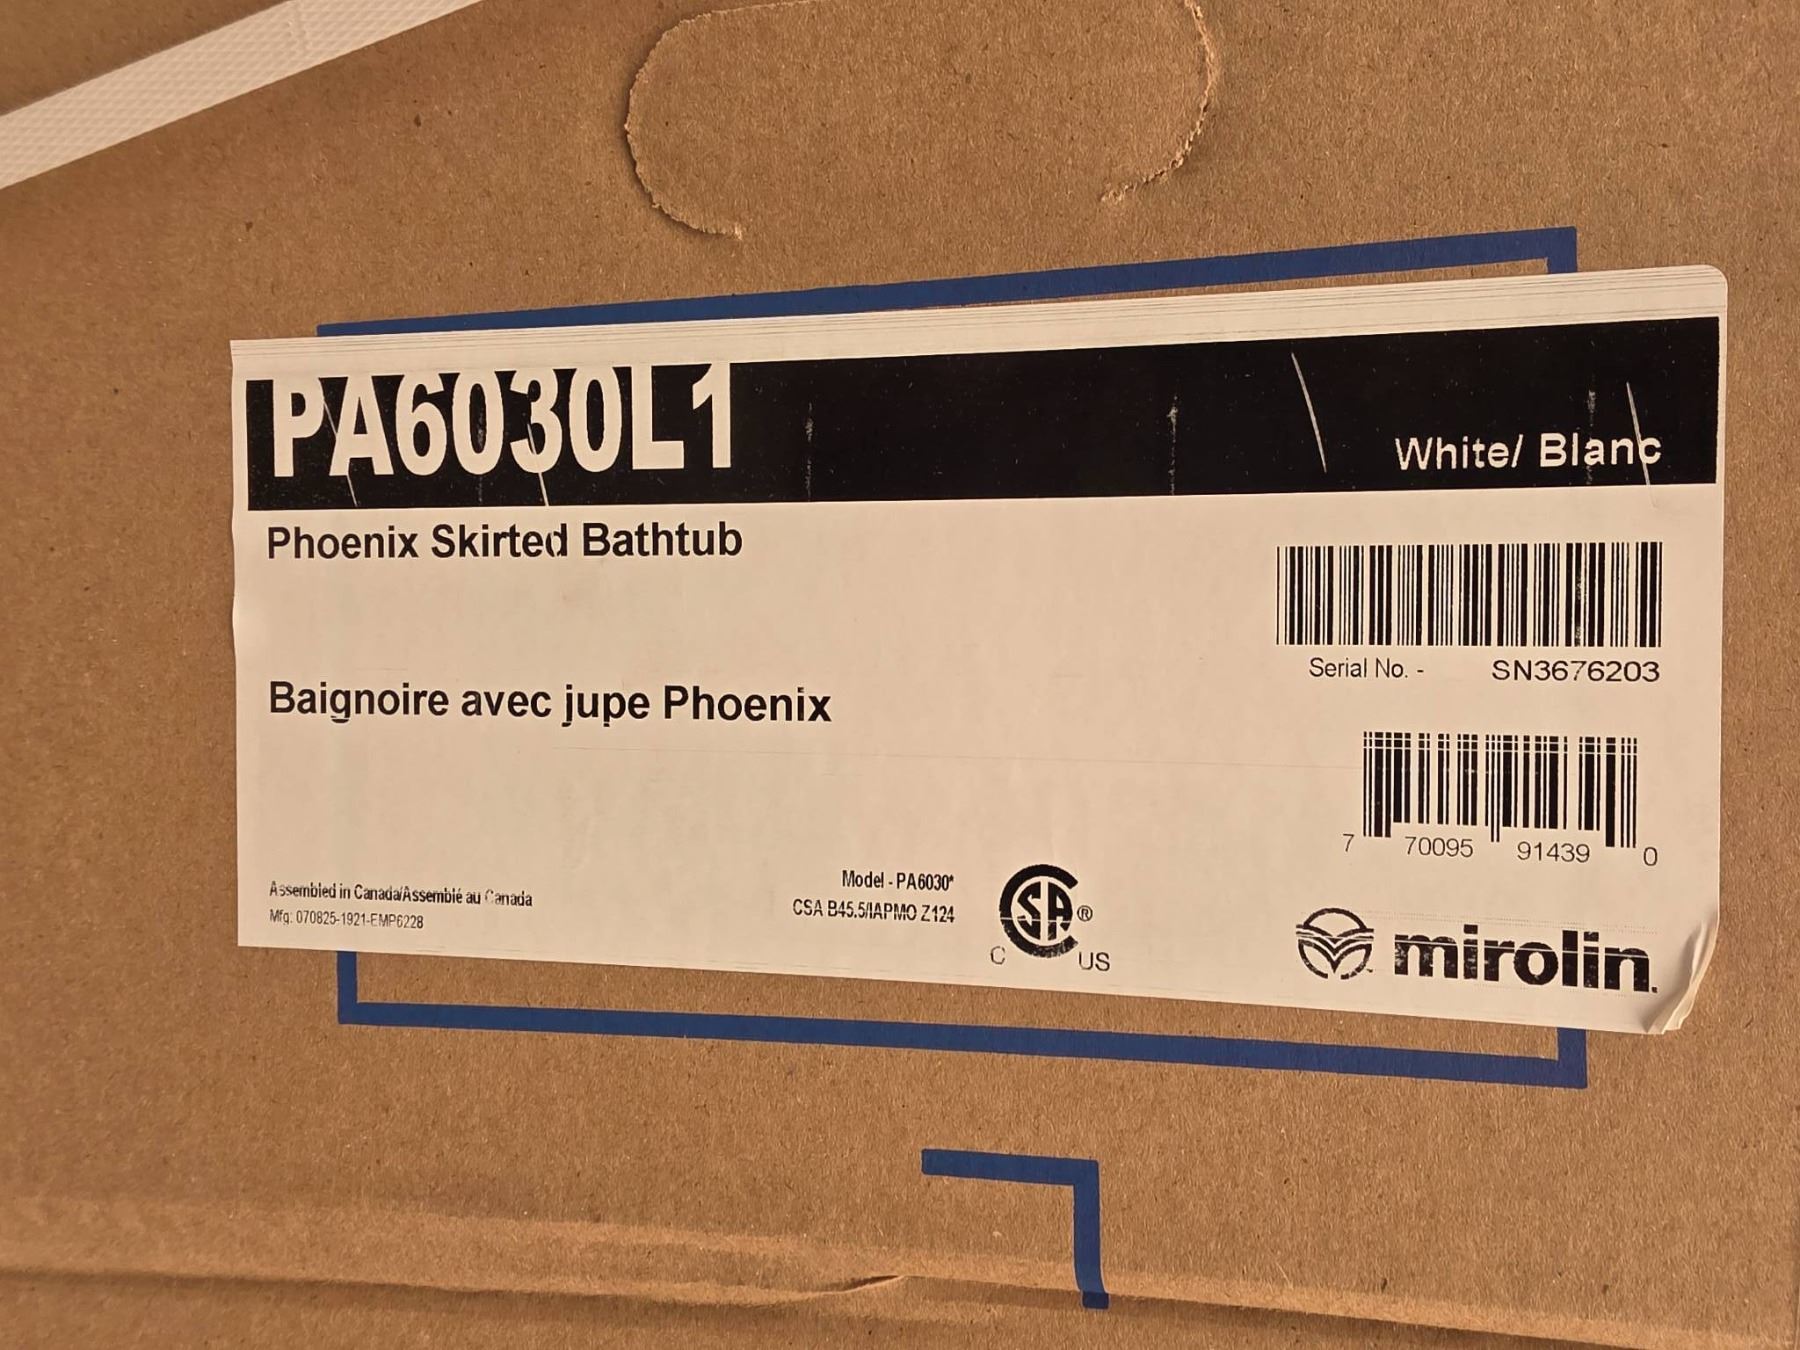 PA6030L1
White/ Blanc
Phoenix Skirted Bathtub
Serial No. - SN3676203
Baignoire avec jupe Phoenix
7 70095 91439 0
Assembled in Canada/Assemblé au Canada
Mfg: 070825-1921-EMP6228
Model - PA6030*
CSA B45.5/IAPMO Z124
CSA ®
C US
mirolin.